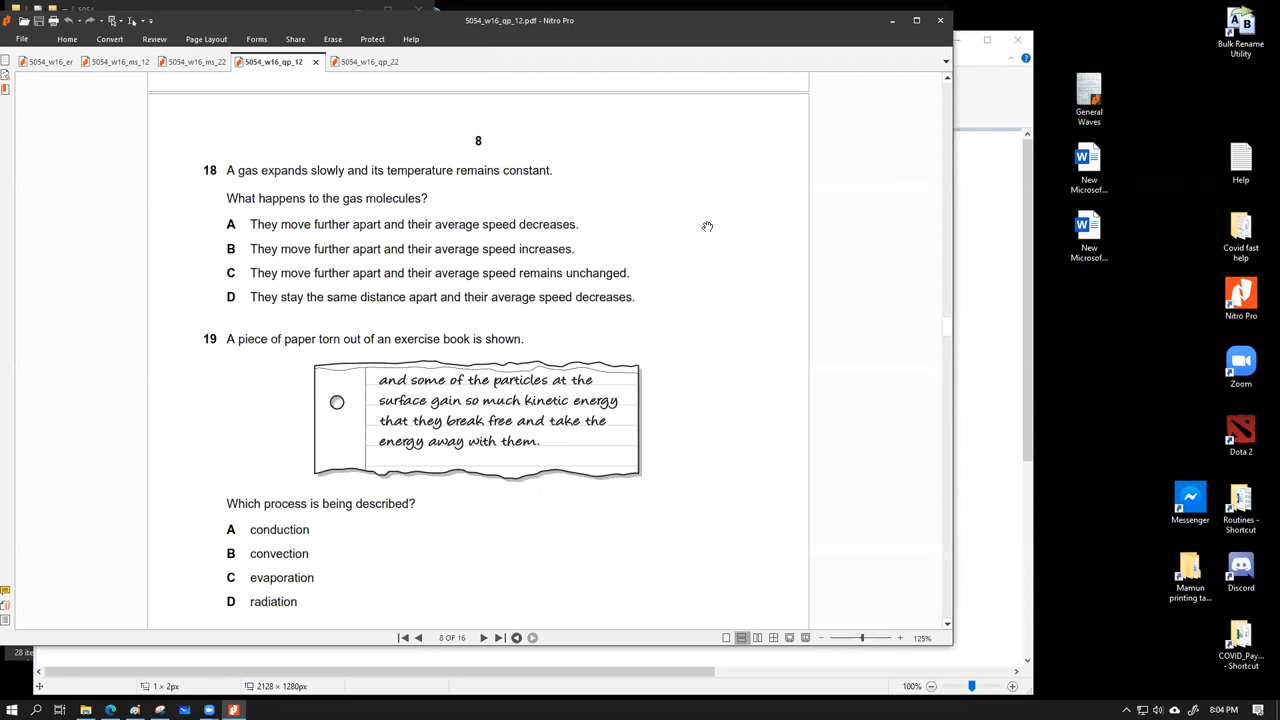 5054
5054_w16_qp_12.pdf - Nitro Pro
File Home Convert Review Page Layout Forms Share Erase Protect Help
5054_w16_er 5054_w16_ms_12 5054_w16_ms_22 5054_w16_qp_12 5054_w16_qp_22
8
18 A gas expands slowly and its temperature remains constant.
What happens to the gas molecules?
A They move further apart and their average speed decreases.
B They move further apart and their average speed increases.
C They move further apart and their average speed remains unchanged.
D They stay the same distance apart and their average speed decreases.
19 A piece of paper torn out of an exercise book is shown.
and some of the particles at the
surface gain so much kinetic energy
that they break free and take the
energy away with them.
Which process is being described?
A conduction
B convection
C evaporation
D radiation
8 OF 16
125%
28 ite
1 × 2px
2128 × 1280px
100%
Bulk Rename
Utility
General
Waves
New
Microsof...
Help
New
Microsof...
Covid fast
help
Nitro Pro
Zoom
Dota 2
Messenger
Routines -
Shortcut
Mamun
printing ta...
Discord
COVID_Pay...
- Shortcut
8:04 PM